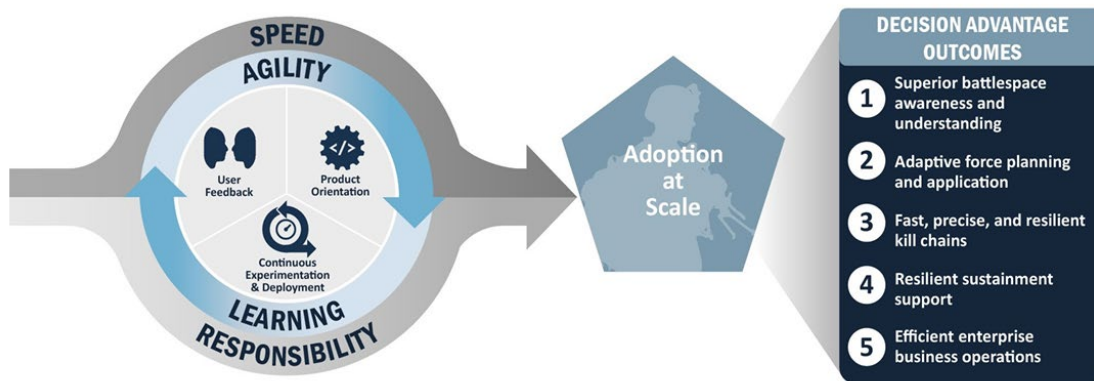 SPEED
AGILITY
User
Feedback
</>
Product
Orientation
Continuous
Experimentation
& Deployment
LEARNING
RESPONSIBILITY
Adoption
at
Scale
DECISION ADVANTAGE
OUTCOMES
1
Superior battlespace
awareness and
understanding
2
Adaptive force planning
and application
3
Fast, precise, and resilient
kill chains
4
Resilient sustainment
support
5
Efficient enterprise
business operations